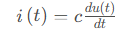 i(t) = c du(t)/dt